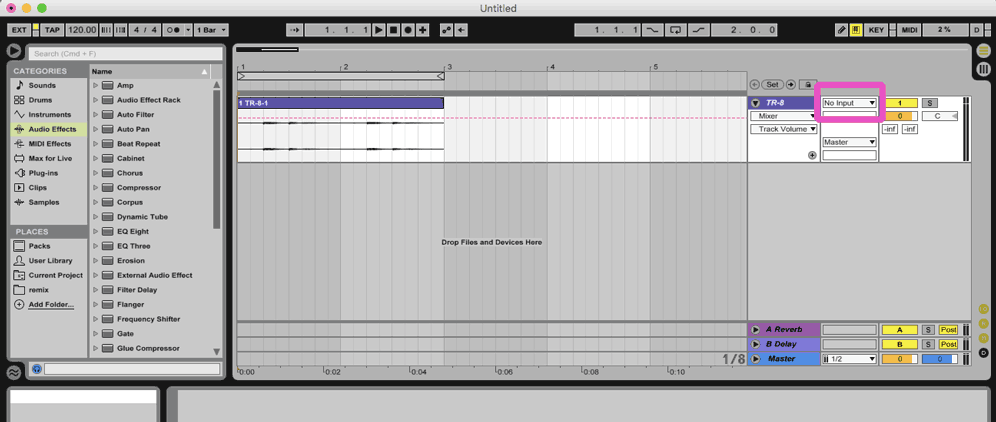 Untitled
EXT TAP 120.00 4 / 4 1 Bar 1. 1. 1 1. 1. 1 2. 0. 0 KEY MIDI 2 % D
Search (Cmd + F)
CATEGORIES
Sounds
Drums
Instruments
Audio Effects
MIDI Effects
Max for Live
Plug-ins
Clips
Samples
PLACES
Packs
User Library
Current Project
remix
Add Folder...
Name
Amp
Audio Effect Rack
Auto Filter
Auto Pan
Beat Repeat
Cabinet
Chorus
Compressor
Corpus
Dynamic Tube
EQ Eight
EQ Three
Erosion
External Audio Effect
Filter Delay
Flanger
Frequency Shifter
Gate
Glue Compressor
1 2 3 4 5
Set
1 TR-8-1
TR-8 No Input 1 S
Mixer 0 C
Track Volume -inf -inf
Master
Drop Files and Devices Here
A Reverb A S Post
B Delay B S Post
1/8 Master 1/2 0 0
0:00 0:02 0:04 0:06 0:08 0:10